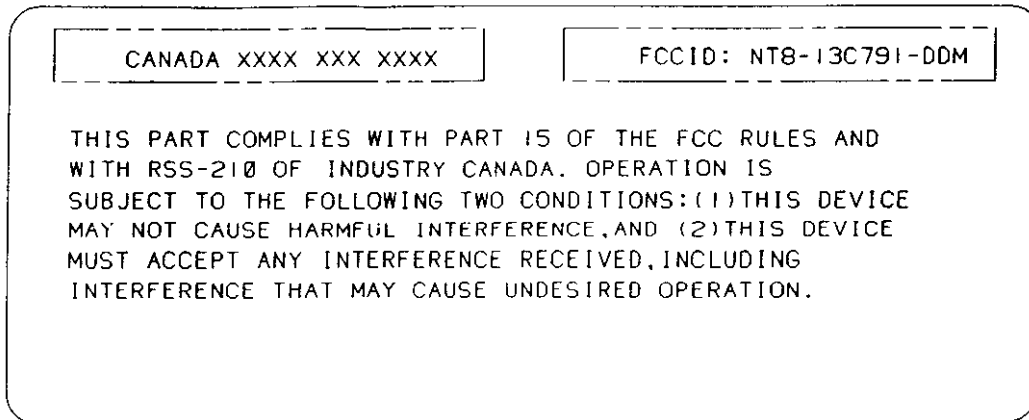 CANADA XXXX XXX XXXX
FCCID: NT8-13C791-DDM
THIS PART COMPLIES WITH PART 15 OF THE FCC RULES AND
WITH RSS-210 OF INDUSTRY CANADA. OPERATION IS
SUBJECT TO THE FOLLOWING TWO CONDITIONS:(1)THIS DEVICE
MAY NOT CAUSE HARMFUL INTERFERENCE,AND (2)THIS DEVICE
MUST ACCEPT ANY INTERFERENCE RECEIVED,INCLUDING
INTERFERENCE THAT MAY CAUSE UNDESIRED OPERATION.